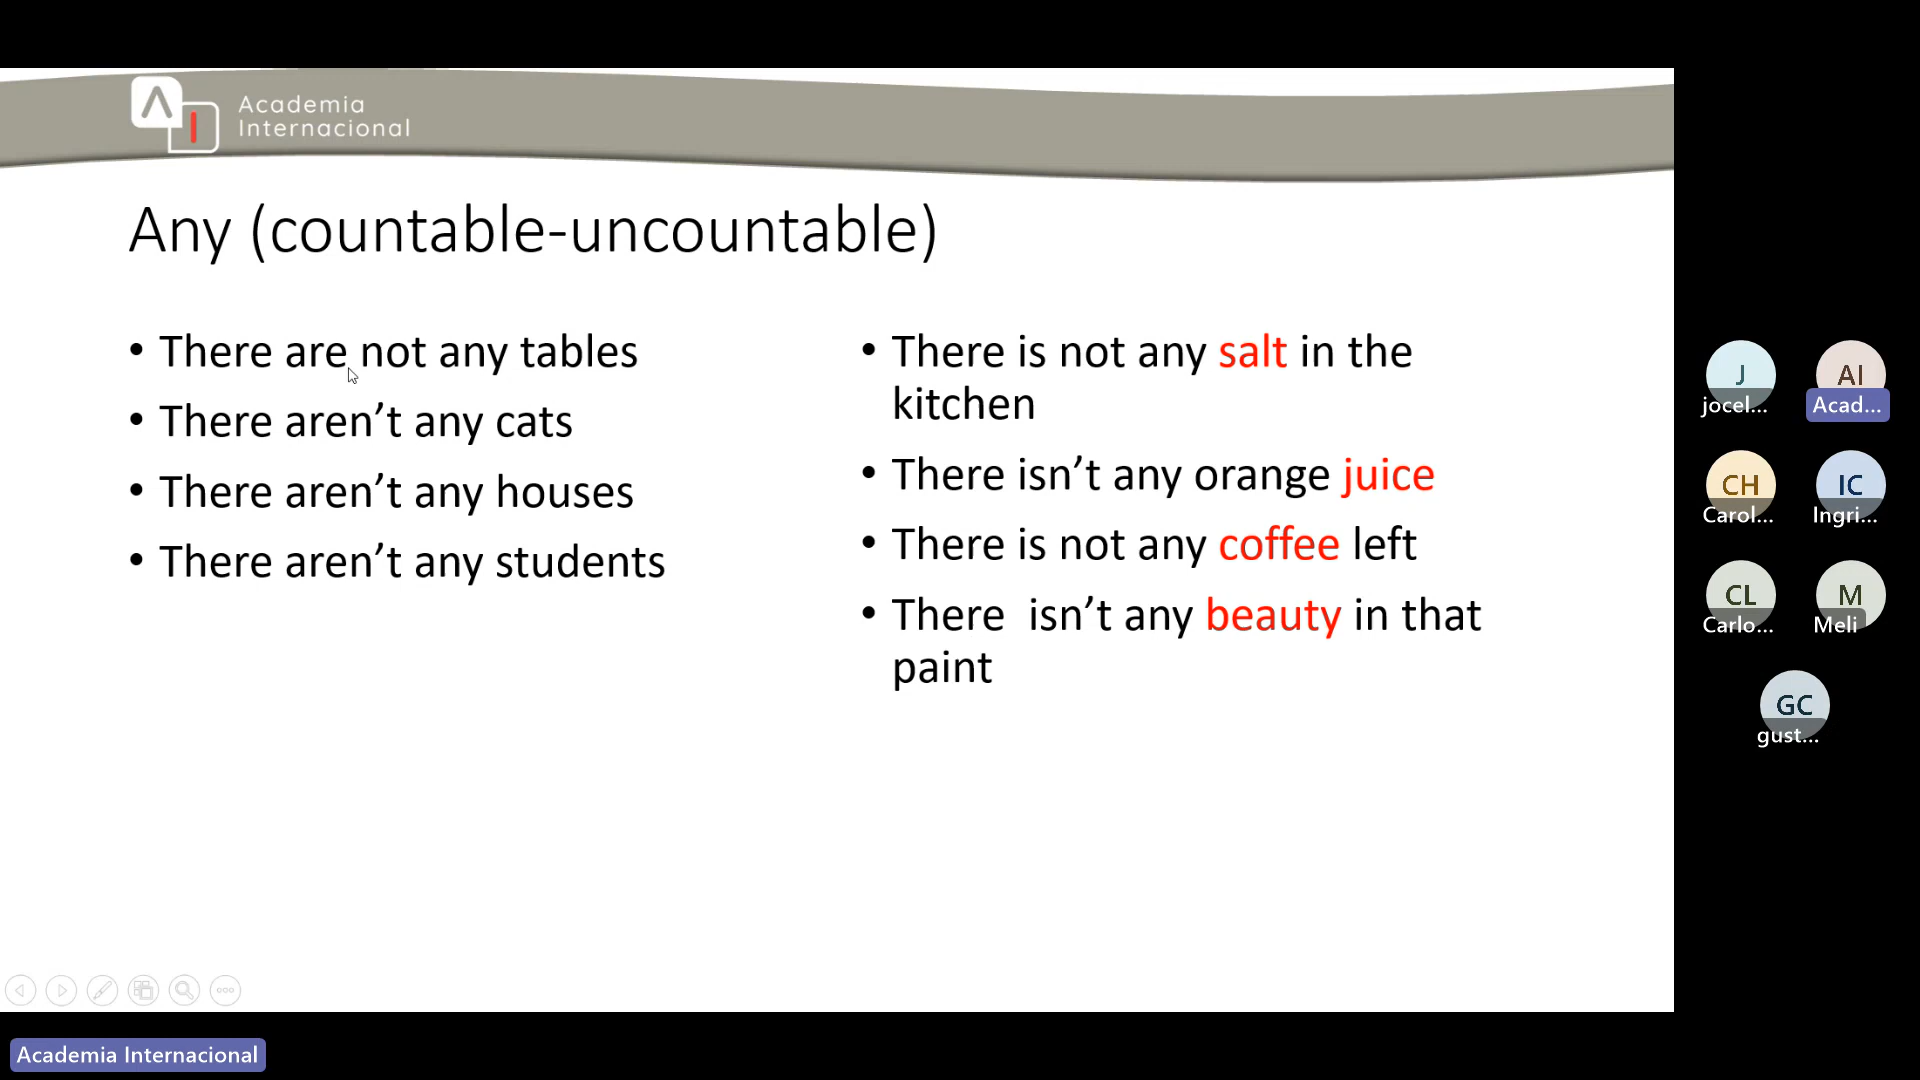 Academia
Internacional
Any (countable-uncountable)
• There are not any tables
• There aren’t any cats
• There aren’t any houses
• There aren’t any students
• There is not any salt in the
kitchen
• There isn’t any orange juice
• There is not any coffee left
• There  isn’t any beauty in that
paint
J
jocel...
AI
Acad...
CH
Carol...
IC
Ingri...
CL
Carlo...
M
Meli
GC
gust...
Academia Internacional